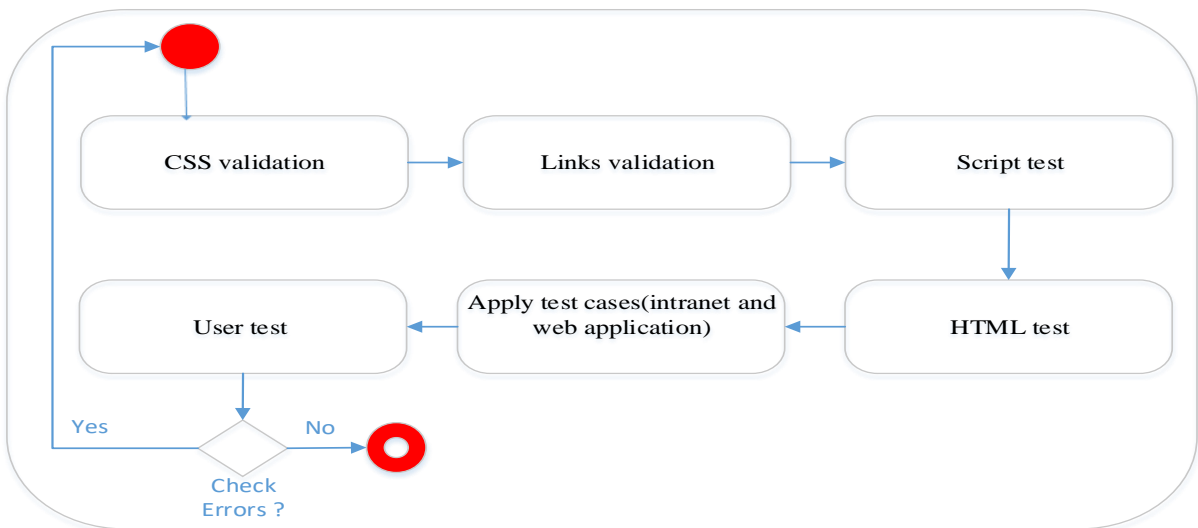 CSS validation
Links validation
Script test
HTML test
Apply test cases(intranet and
web application)
User test
Yes
No
Check
Errors ?